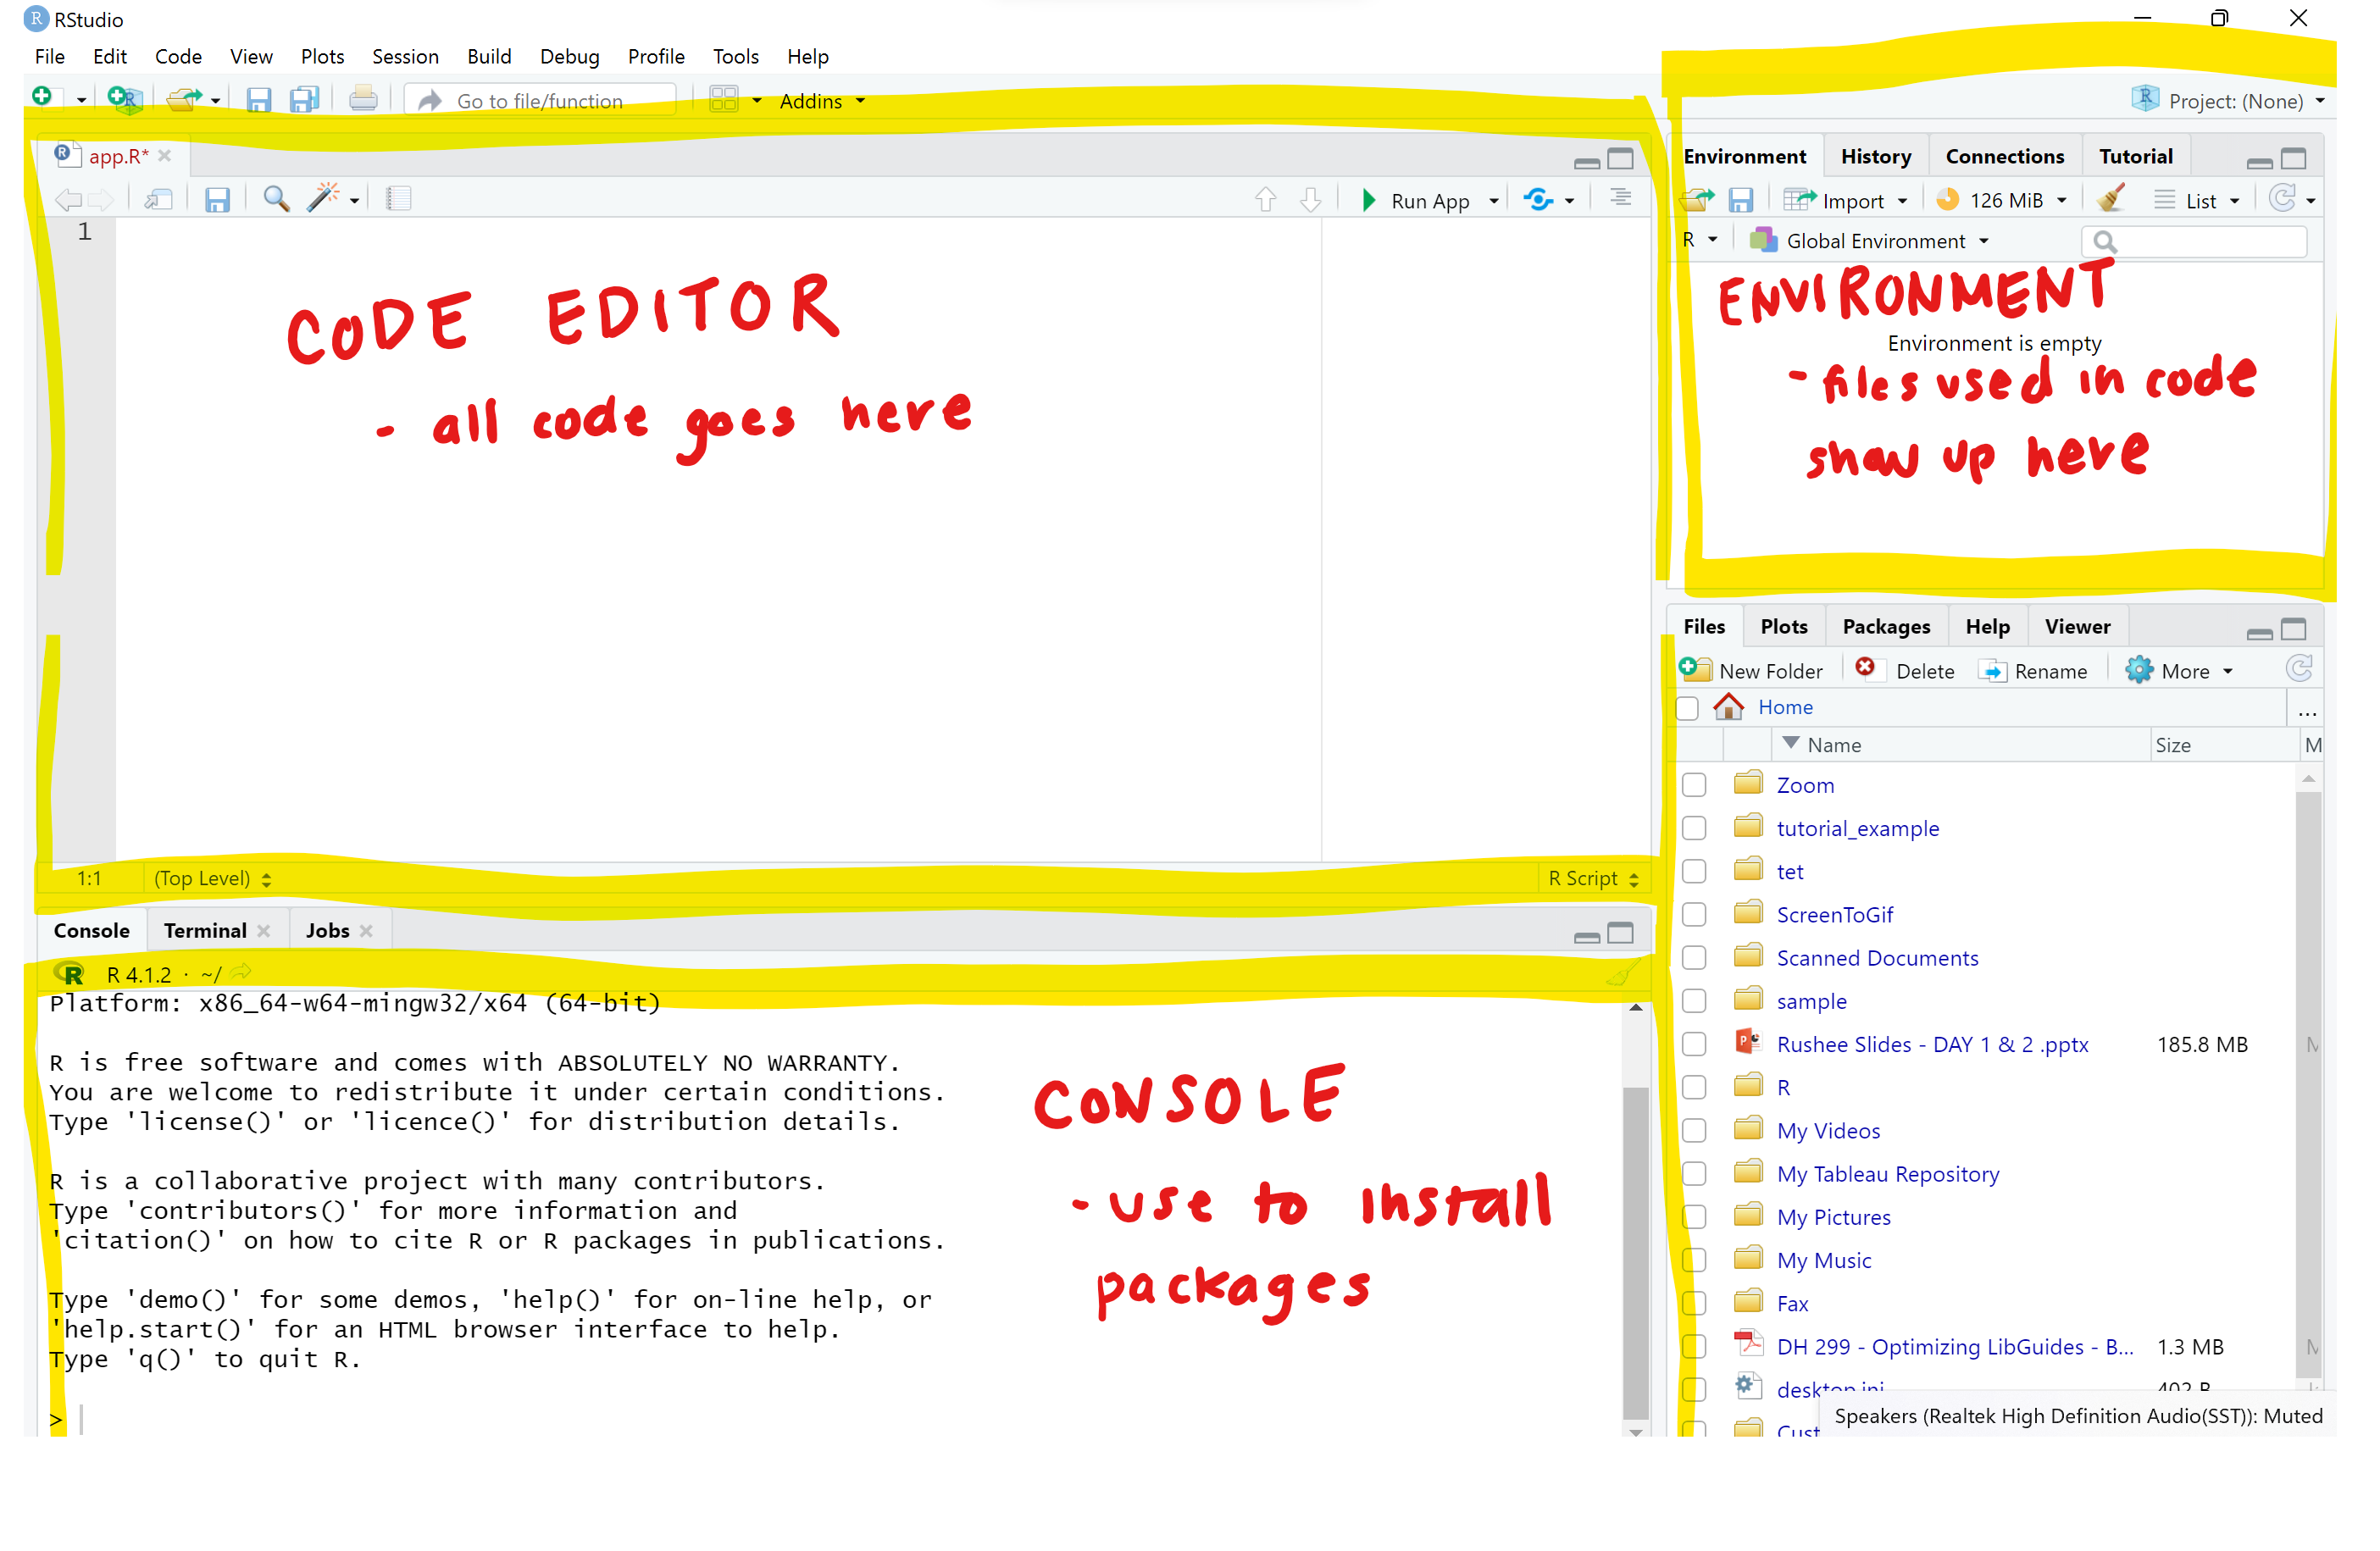 RStudio
File Edit Code View Plots Session Build Debug Profile Tools Help
Go to file/function Addins Project: (None)
app.R*
Run App
1
CODE EDITOR
- all code goes here
1:1 (Top Level) R Script
Environment History Connections Tutorial
Import 126 MiB List
R Global Environment
ENVIRONMENT
Environment is empty
- files used in code
show up here
Console Terminal Jobs
R 4.1.2 · ~/
Platform: x86_64-w64-mingw32/x64 (64-bit)
R is free software and comes with ABSOLUTELY NO WARRANTY.
You are welcome to redistribute it under certain conditions.
Type 'license()' or 'licence()' for distribution details.
R is a collaborative project with many contributors.
Type 'contributors()' for more information and
'citation()' on how to cite R or R packages in publications.
Type 'demo()' for some demos, 'help()' for on-line help, or
'help.start()' for an HTML browser interface to help.
Type 'q()' to quit R.
>
CONSOLE
- use to install
packages
Files Plots Packages Help Viewer
New Folder Delete Rename More
Home ...
Name Size M
Zoom
tutorial_example
tet
ScreenToGif
Scanned Documents
sample
Rushee Slides - DAY 1 & 2 .pptx 185.8 MB M
R
My Videos
My Tableau Repository
My Pictures
My Music
Fax
DH 299 - Optimizing LibGuides - B... 1.3 MB M
desktop.ini 402 B
Cust
Speakers (Realtek High Definition Audio(SST)): Muted